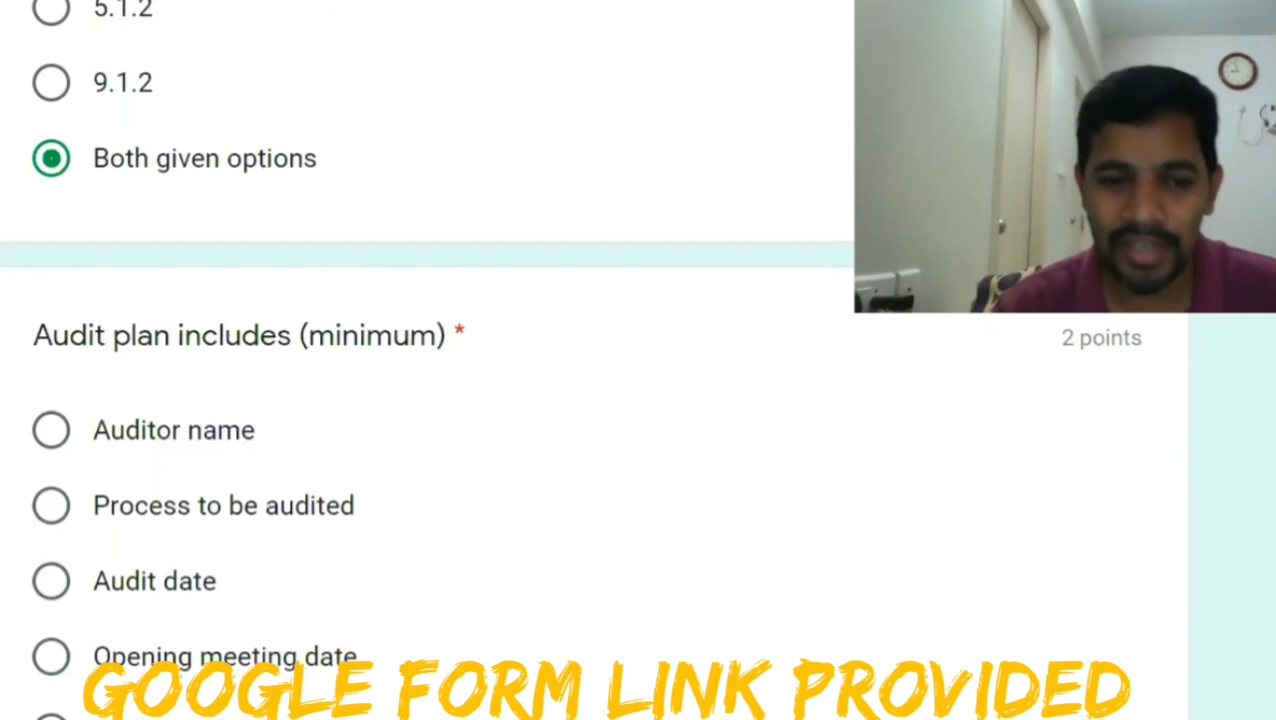 5.1.2
9.1.2
Both given options
Audit plan includes (minimum) *
2 points
Auditor name
Process to be audited
Audit date
Opening meeting date
GOOGLE FORM LINK PROVIDED